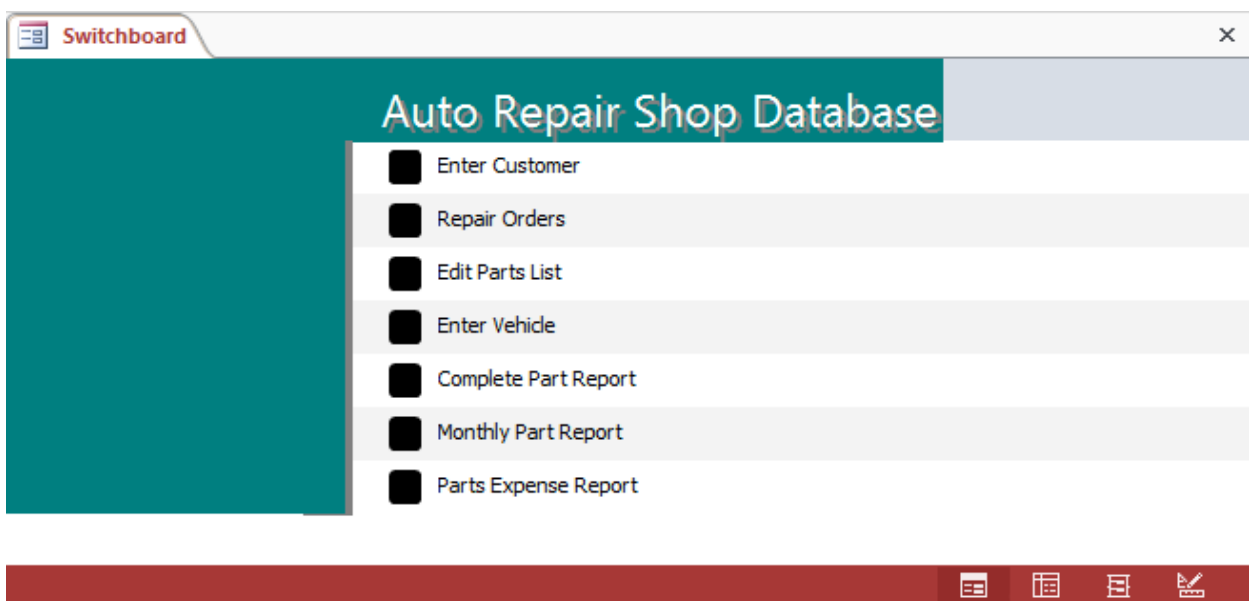 Switchboard
Auto Repair Shop Database
Enter Customer
Repair Orders
Edit Parts List
Enter Vehicle
Complete Part Report
Monthly Part Report
Parts Expense Report